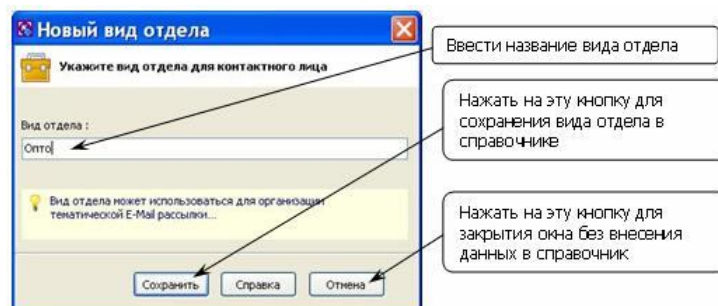 Новый вид отдела
Укажите вид отдела для контактного лица
Вид отдела :
Опто
Вид отдела может использоваться для организации
тематической E-Mail рассылки...
Сохранить
Справка
Отмена
Ввести название вида отдела
Нажать на эту кнопку для
сохранения вида отдела в
справочнике
Нажать на эту кнопку для
закрытия окна без внесения
данных в справочник